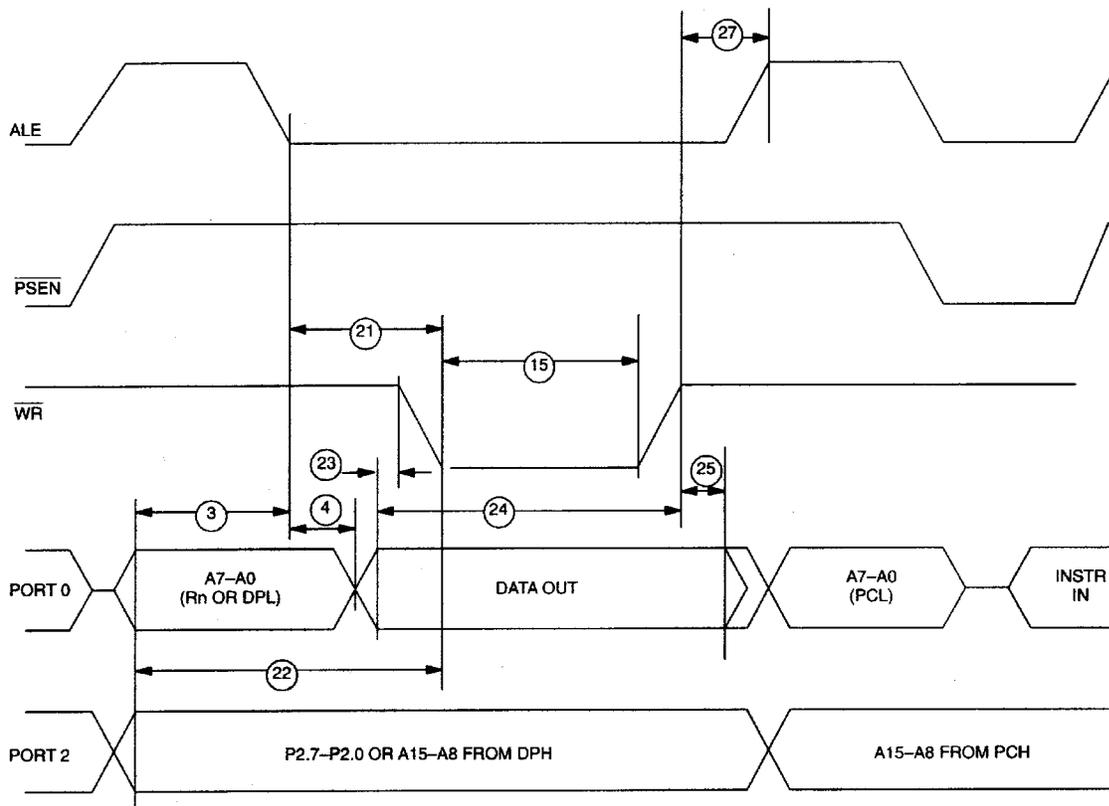 27
ALE
PSEN
21
15
WR
23
25
3
4
24
PORT 0
A7–A0
(Rn OR DPL)
DATA OUT
A7–A0
(PCL)
INSTR
IN
22
PORT 2
P2.7–P2.0 OR A15–A8 FROM DPH
A15–A8 FROM PCH